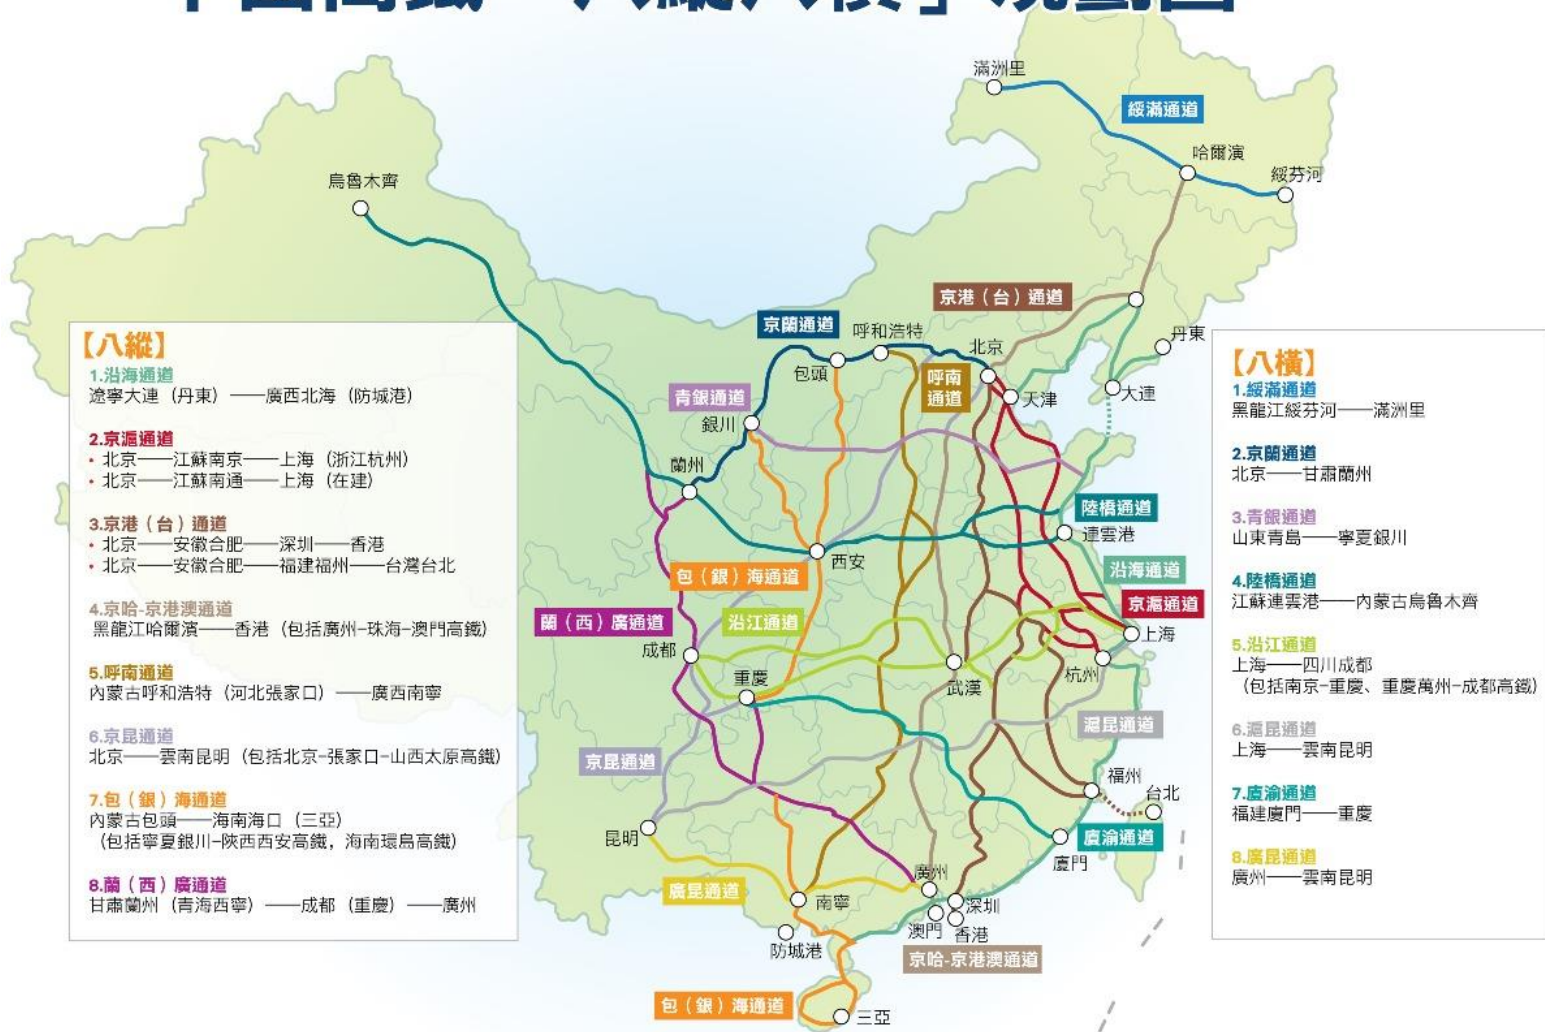 滿洲里
綏滿通道
哈爾濱
綏芬河
烏魯木齊
京港（台）通道
京蘭通道
呼和浩特
北京
丹東
包頭
呼南
通道
天津
大連
青銀通道
銀川
蘭州
陸橋通道
連雲港
西安
包（銀）海通道
沿海通道
京滬通道
蘭（西）廣通道
沿江通道
上海
成都
重慶
武漢
杭州
滬昆通道
京昆通道
福州
台北
昆明
廈渝通道
廈門
廣州
廣昆通道
南寧
深圳
澳門
香港
防城港
京哈-京港澳通道
包（銀）海通道
三亞
【八縱】
1.沿海通道
遼寧大連（丹東）——廣西北海（防城港）
2.京滬通道
• 北京——江蘇南京——上海（浙江杭州）
• 北京——江蘇南通——上海（在建）
3.京港（台）通道
• 北京——安徽合肥——深圳——香港
• 北京——安徽合肥——福建福州——台灣台北
4.京哈-京港澳通道
黑龍江哈爾濱——香港（包括廣州-珠海-澳門高鐵）
5.呼南通道
內蒙古呼和浩特（河北張家口）——廣西南寧
6.京昆通道
北京——雲南昆明（包括北京-張家口-山西太原高鐵）
7.包（銀）海通道
內蒙古包頭——海南海口（三亞）
（包括寧夏銀川-陝西西安高鐵，海南環島高鐵）
8.蘭（西）廣通道
甘肅蘭州（青海西寧）——成都（重慶）——廣州
【八橫】
1.綏滿通道
黑龍江綏芬河——滿洲里
2.京蘭通道
北京——甘肅蘭州
3.青銀通道
山東青島——寧夏銀川
4.陸橋通道
江蘇連雲港——內蒙古烏魯木齊
5.沿江通道
上海——四川成都
（包括南京-重慶、重慶萬州-成都高鐵）
6.滬昆通道
上海——雲南昆明
7.廈渝通道
福建廈門——重慶
8.廣昆通道
廣州——雲南昆明